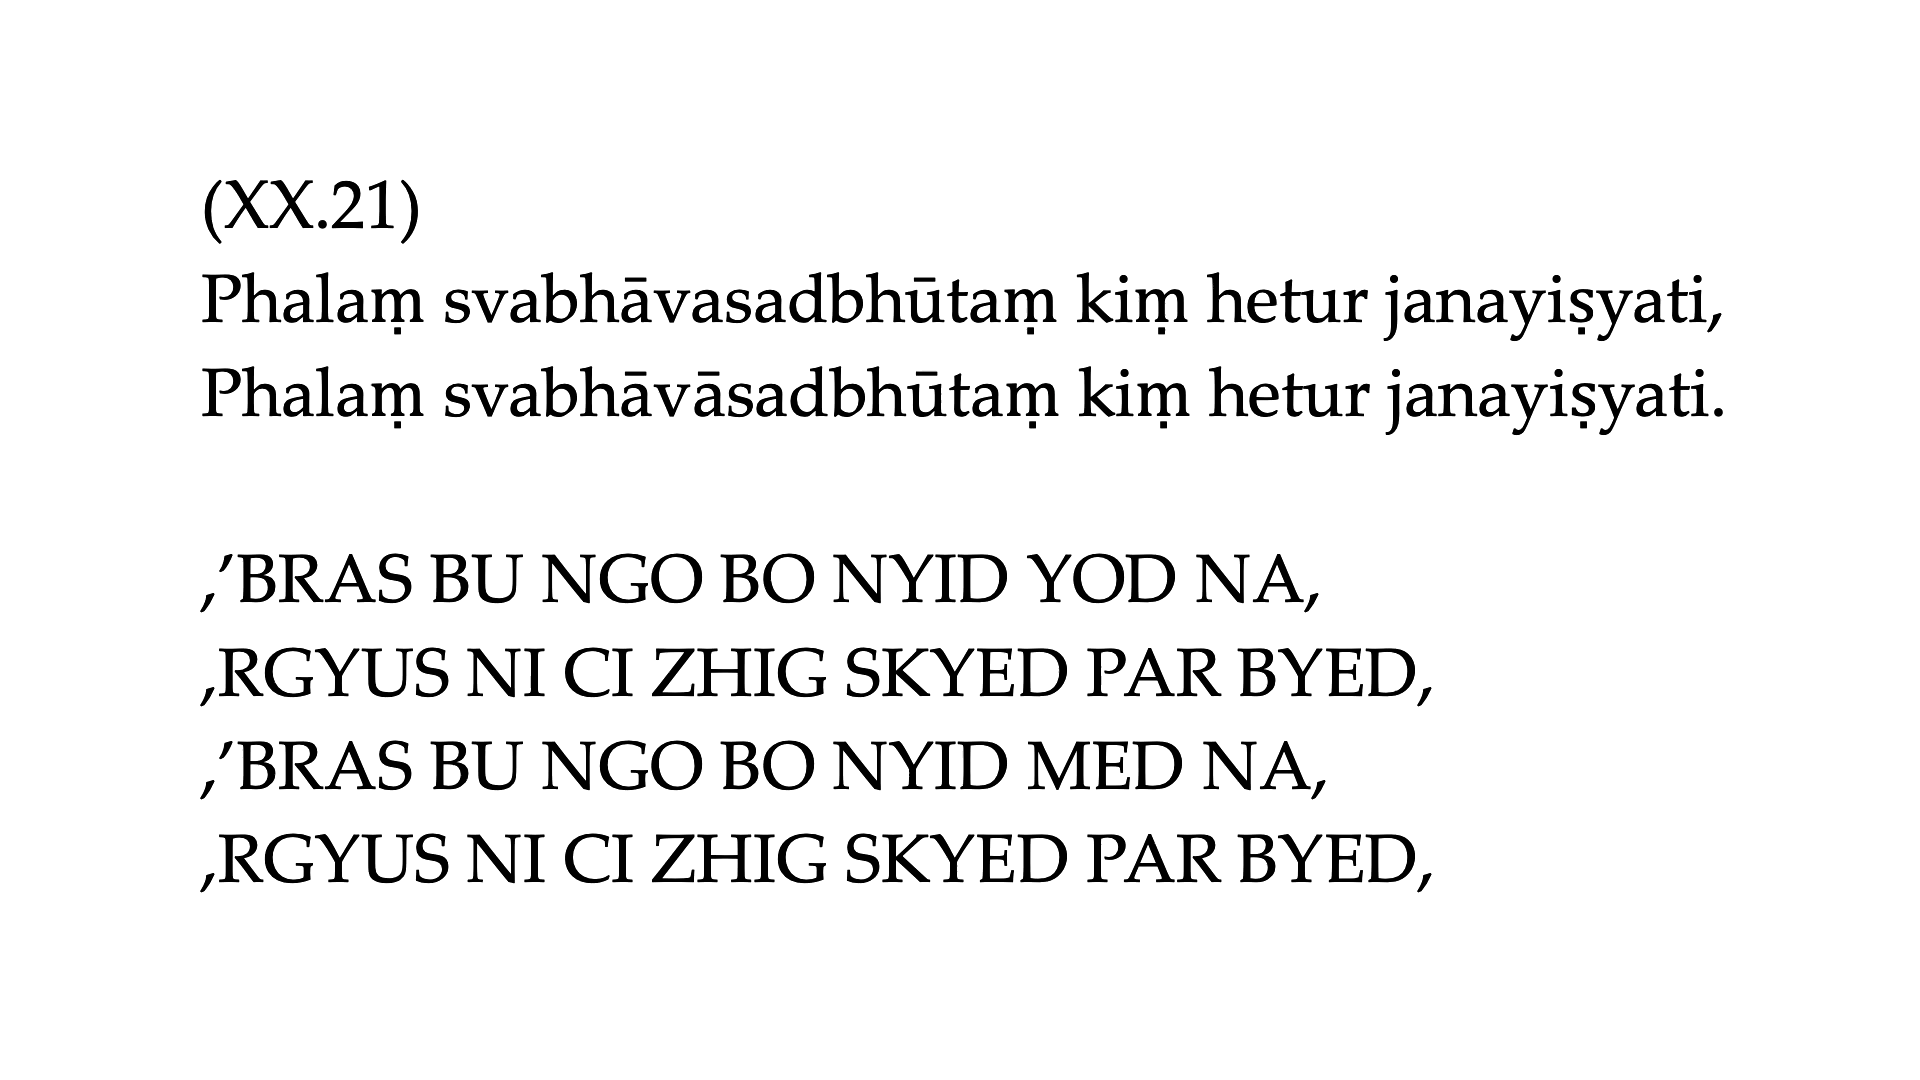 (XX.21)
Phalaṃ svabhāvasadbhūtaṃ kiṃ hetur janayiṣyati,
Phalaṃ svabhāvāsadbhūtaṃ kiṃ hetur janayiṣyati.
,’BRAS BU NGO BO NYID YOD NA,
,RGYUS NI CI ZHIG SKYED PAR BYED,
,’BRAS BU NGO BO NYID MED NA,
,RGYUS NI CI ZHIG SKYED PAR BYED,